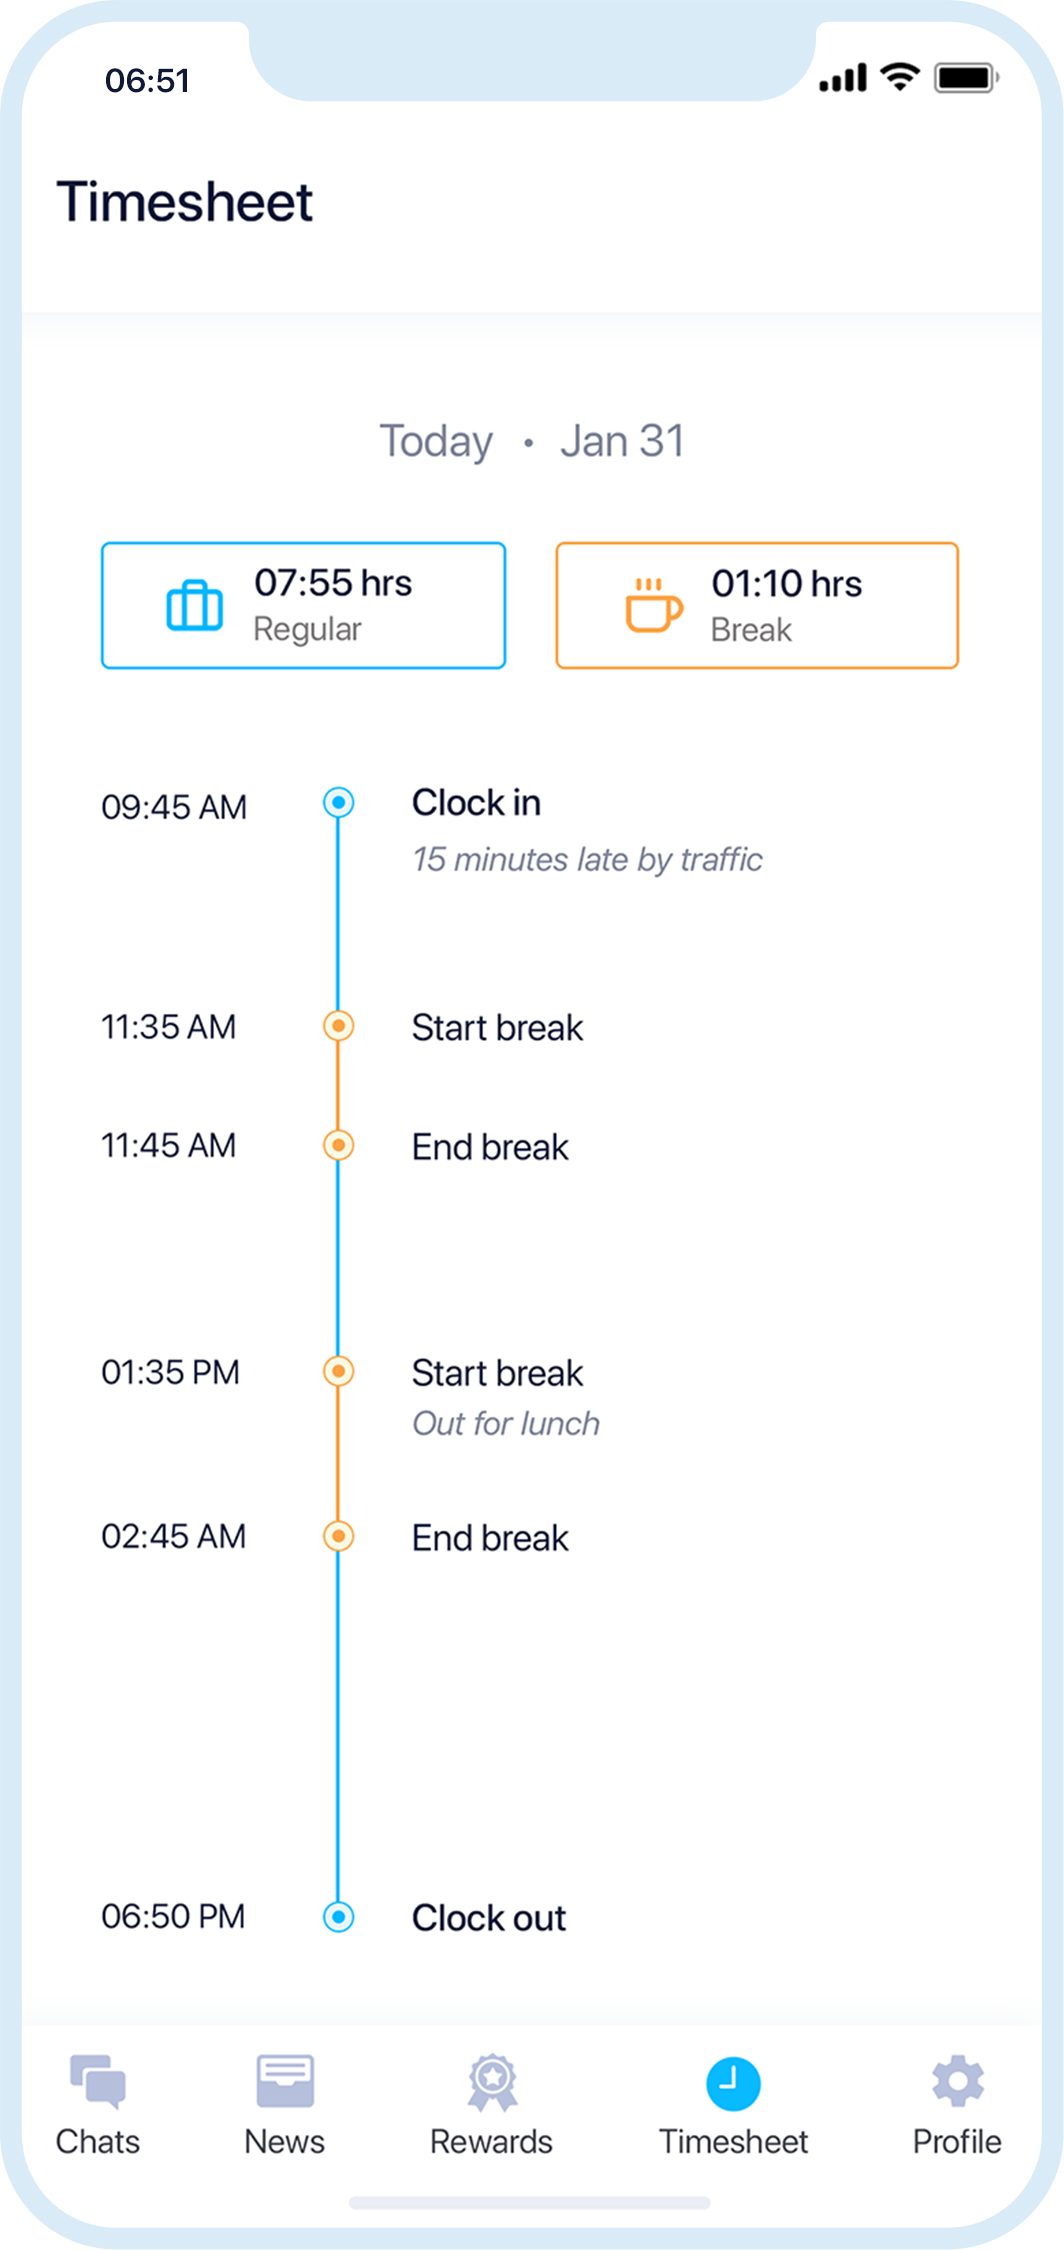 06:51
Timesheet
Today • Jan 31
07:55 hrs
Regular
01:10 hrs
Break
09:45 AM
Clock in
15 minutes late by traffic
11:35 AM
Start break
11:45 AM
End break
01:35 PM
Start break
Out for lunch
02:45 AM
End break
06:50 PM
Clock out
Chats
News
Rewards
Timesheet
Profile